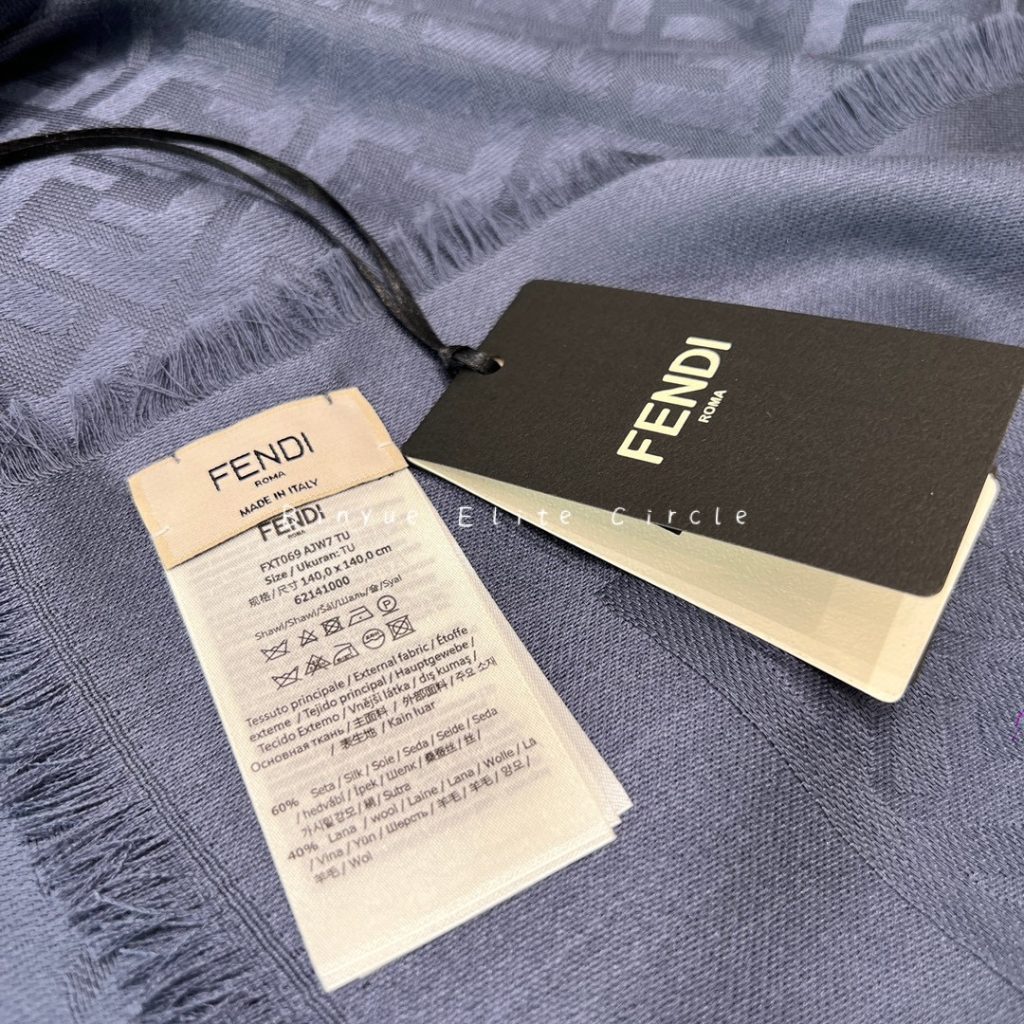 FENDI
ROMA
FENDI
ROMA
MADE IN ITALY
Runyue Elite Circle
FENDI
ROMA
FXT069 AJW7 TU
Size / Ukuran: TU
规格/尺寸 140,0 x 140,0 cm
62141000
Shawl/Shawl/Šál/Шаль/숄/Syal
Tessuto principale / External fabric / Étoffe
externe / Tejido principal / Hauptgewebe /
Tecido Externo / Vnější látka / dış kumaş /
Основная ткань / 主面料 / 外部面料 / 주요 소재
/ 表生地 / Kain luar
60% Seta / Silk / Soie / Seda / Seide / Seda
/ hedvábí / İpek / Шелк / 桑蚕丝 / 丝 /
가시밀강모 / 絹 / Sutra
40% Lana / wool / Laine / Lana / Wolle / Lã
/ Vlna / Yün / Шерсть / 羊毛 / 羊毛 / 양모 /
羊毛 / Wol